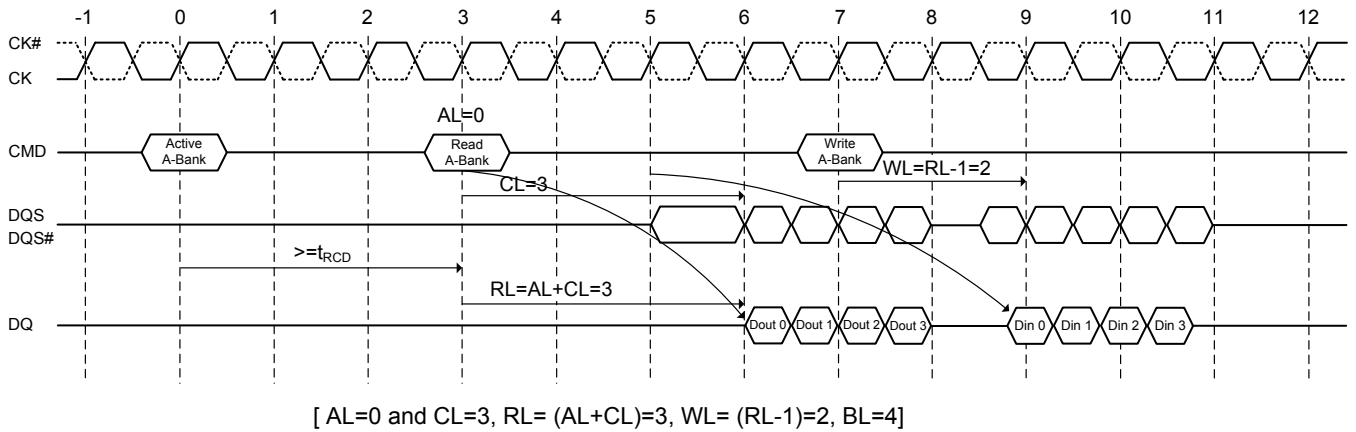 -1 0 1 2 3 4 5 6 7 8 9 10 11 12
CK#
CK
AL=0
CMD
Active
A-Bank
Read
A-Bank
Write
A-Bank
WL=RL-1=2
CL=3
DQS
DQS#
>=tRCD
RL=AL+CL=3
DQ
Dout 0 Dout 1 Dout 2 Dout 3 Din 0 Din 1 Din 2 Din 3
[ AL=0 and CL=3, RL= (AL+CL)=3, WL= (RL-1)=2, BL=4]